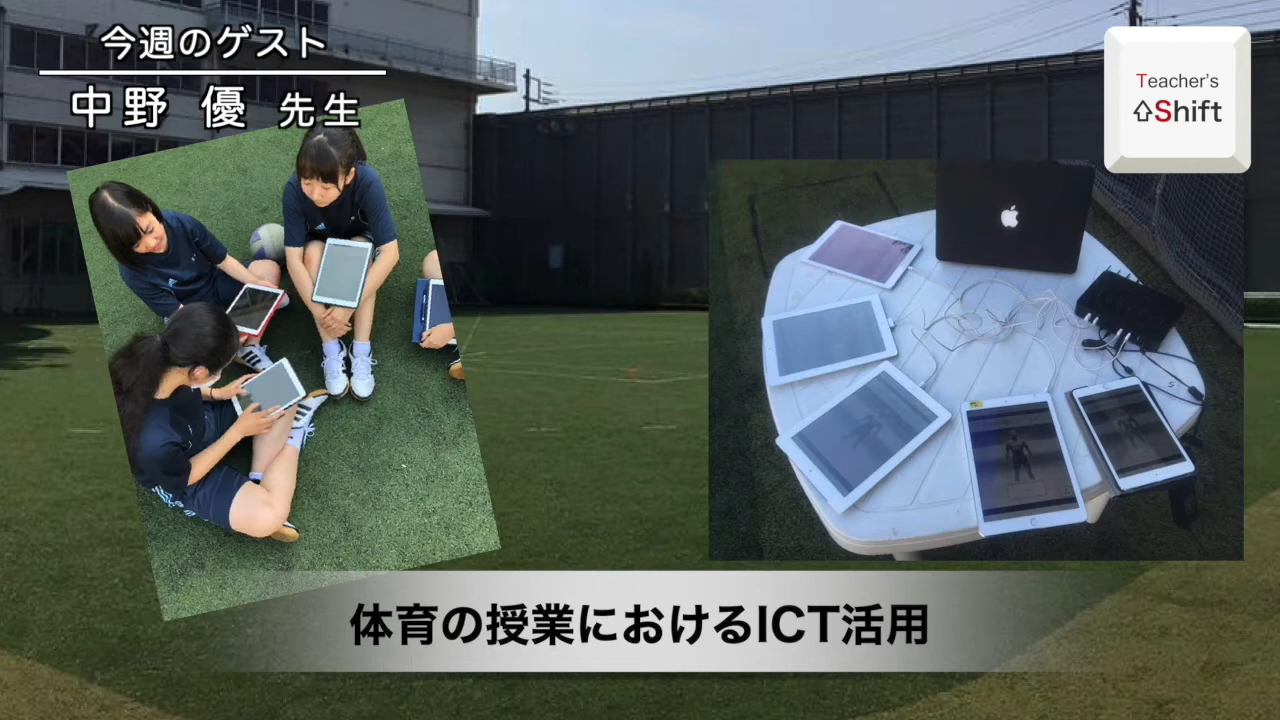 今週のゲスト
中野 優 先生
Teacher's
⇧Shift
体育の授業におけるICT活用